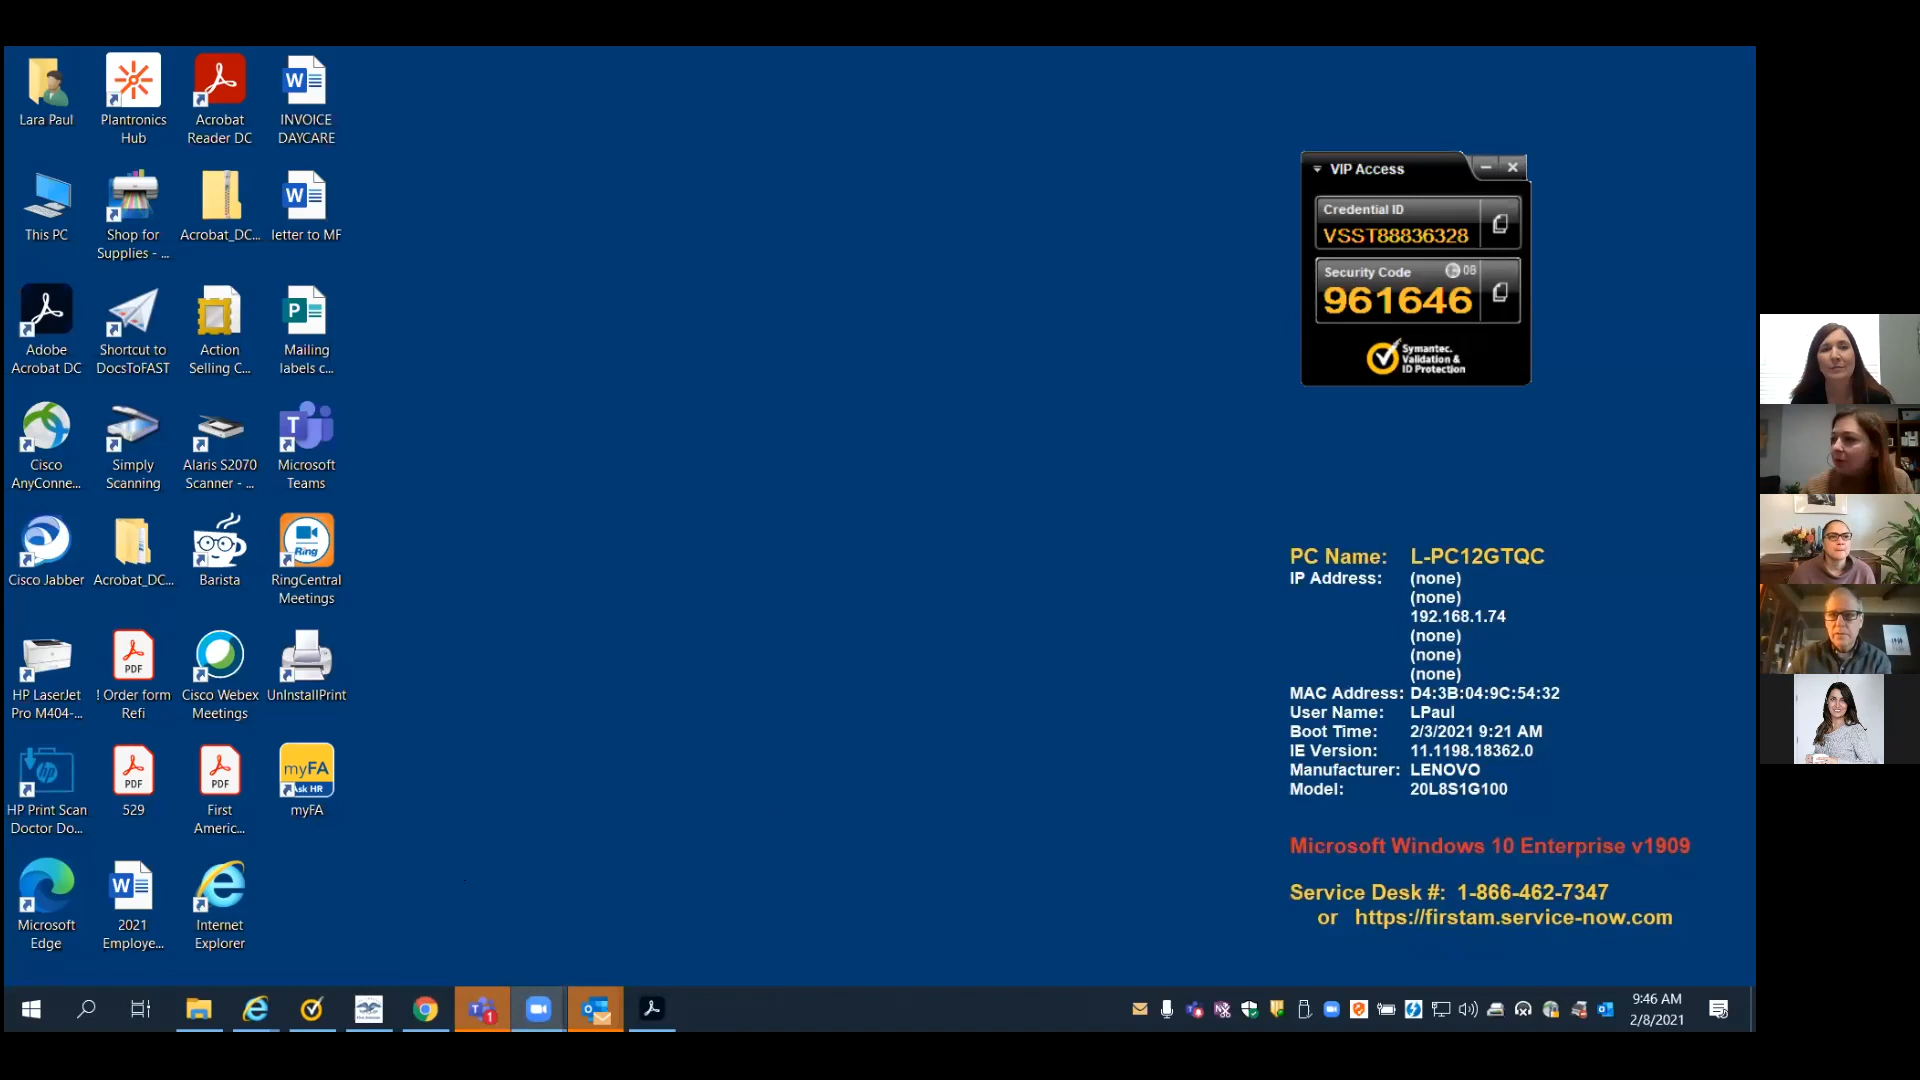 Lara Paul
Plantronics
Hub
Acrobat
Reader DC
INVOICE
DAYCARE
This PC
Shop for
Supplies - ...
Acrobat_DC...
letter to MF
Adobe
Acrobat DC
Shortcut to
DocsToFAST
Action
Selling C...
Mailing
labels c...
Cisco
AnyConne...
Simply
Scanning
Alaris S2070
Scanner - ...
Microsoft
Teams
Cisco Jabber
Acrobat_DC...
Barista
Ring
RingCentral
Meetings
HP LaserJet
Pro M404-...
PDF
! Order form
Refi
Cisco Webex
Meetings
UnInstallPrint
HP Print Scan
Doctor Do...
PDF
529
PDF
First
Americ...
myFA
Ask HR
myFA
Microsoft
Edge
2021
Employe...
Internet
Explorer
VIP Access
Credential ID
VSST88836328
Security Code 08
961646
Symantec.
Validation &
ID Protection
PC Name: L-PC12GTQC
IP Address: (none)
(none)
192.168.1.74
(none)
(none)
(none)
MAC Address: D4:3B:04:9C:54:32
User Name: LPaul
Boot Time: 2/3/2021 9:21 AM
IE Version: 11.1198.18362.0
Manufacturer: LENOVO
Model: 20L8S1G100
Microsoft Windows 10 Enterprise v1909
Service Desk #: 1-866-462-7347
or https://firstam.service-now.com
9:46 AM
2/8/2021